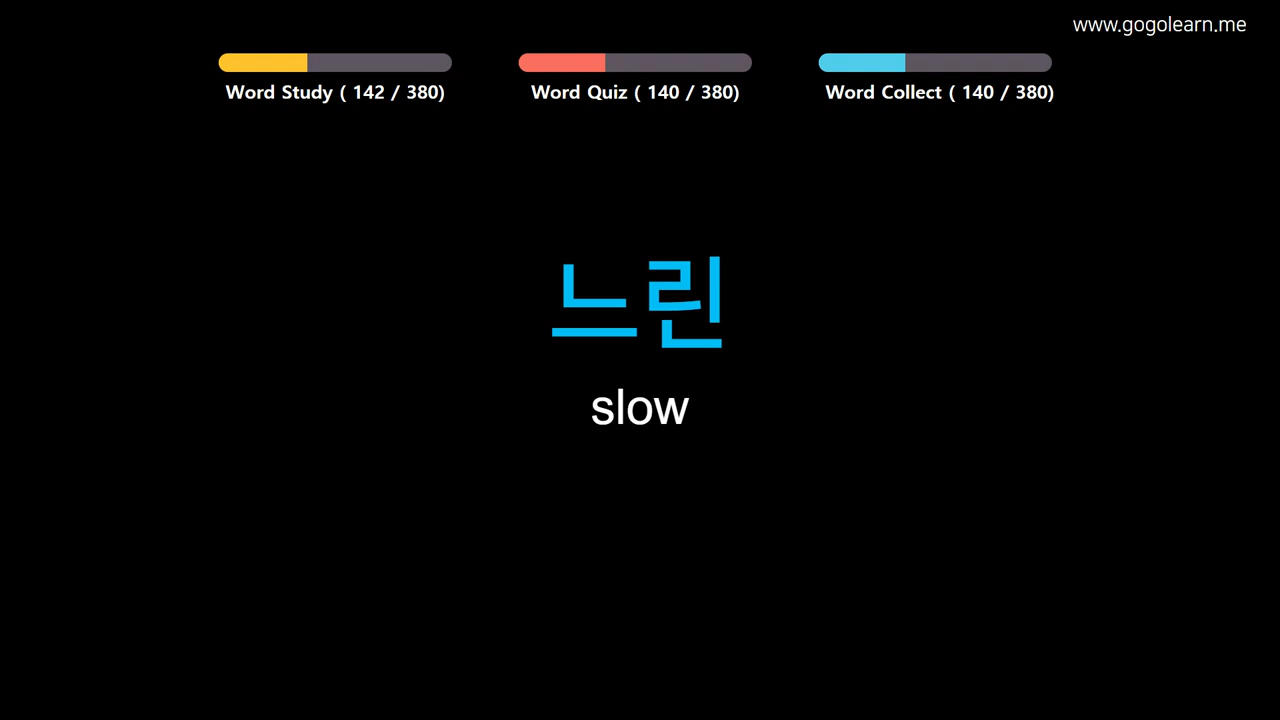 www.gogolearn.me
Word Study ( 142 / 380)
Word Quiz ( 140 / 380)
Word Collect ( 140 / 380)
느린
slow